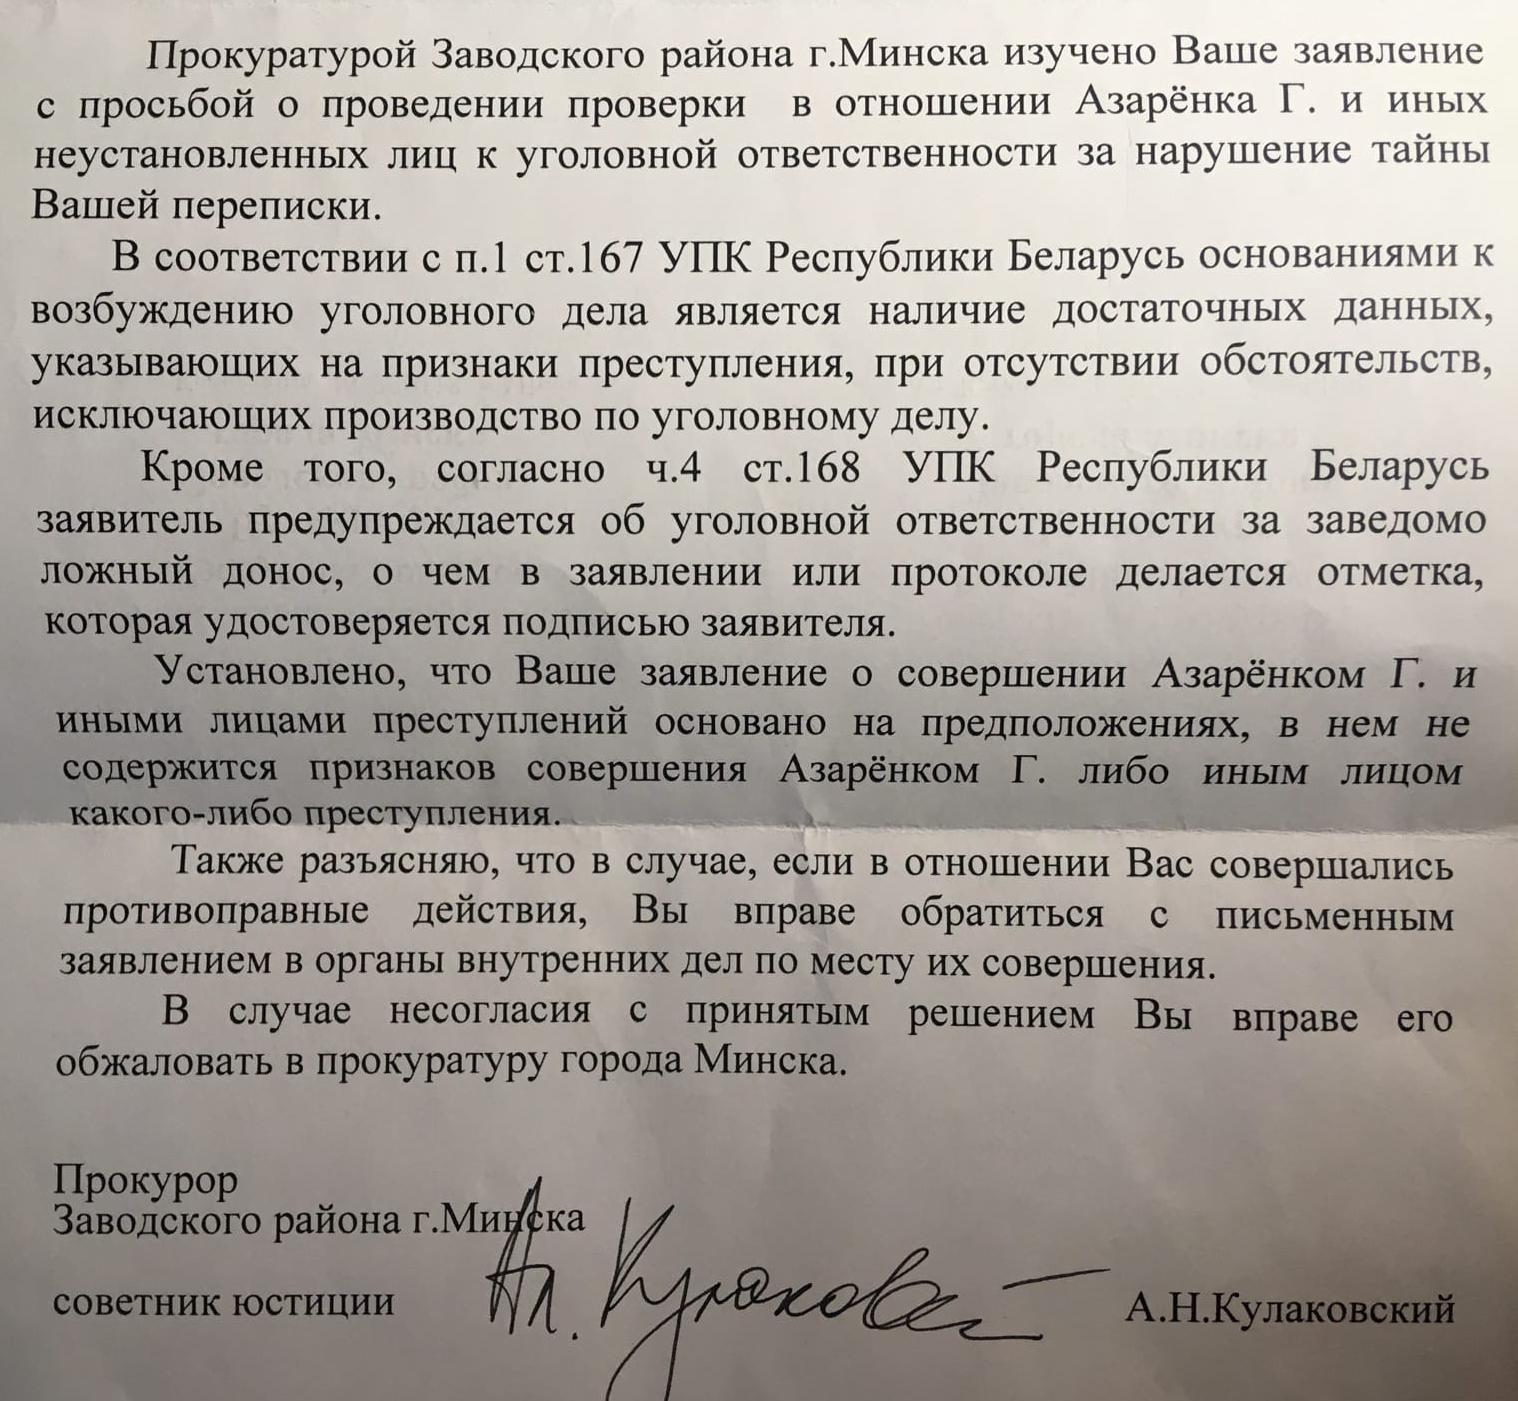 Прокуратурой Заводского района г.Минска изучено Ваше заявление
с просьбой о проведении проверки в отношении Азарёнка Г. и иных
неустановленных лиц к уголовной ответственности за нарушение тайны
Вашей переписки.
В соответствии с п.1 ст.167 УПК Республики Беларусь основаниями к
возбуждению уголовного дела является наличие достаточных данных,
указывающих на признаки преступления, при отсутствии обстоятельств,
исключающих производство по уголовному делу.
Кроме того, согласно ч.4 ст.168 УПК Республики Беларусь
заявитель предупреждается об уголовной ответственности за заведомо
ложный донос, о чем в заявлении или протоколе делается отметка,
которая удостоверяется подписью заявителя.
Установлено, что Ваше заявление о совершении Азарёнком Г. и
иными лицами преступлений основано на предположениях, в нем не
содержится признаков совершения Азарёнком Г. либо иным лицом
какого-либо преступления.
Также разъясняю, что в случае, если в отношении Вас совершались
противоправные действия, Вы вправе обратиться с письменным
заявлением в органы внутренних дел по месту их совершения.
В случае несогласия с принятым решением Вы вправе его
обжаловать в прокуратуру города Минска.
Прокурор
Заводского района г.Минска
советник юстиции
А.Н.Кулаковский